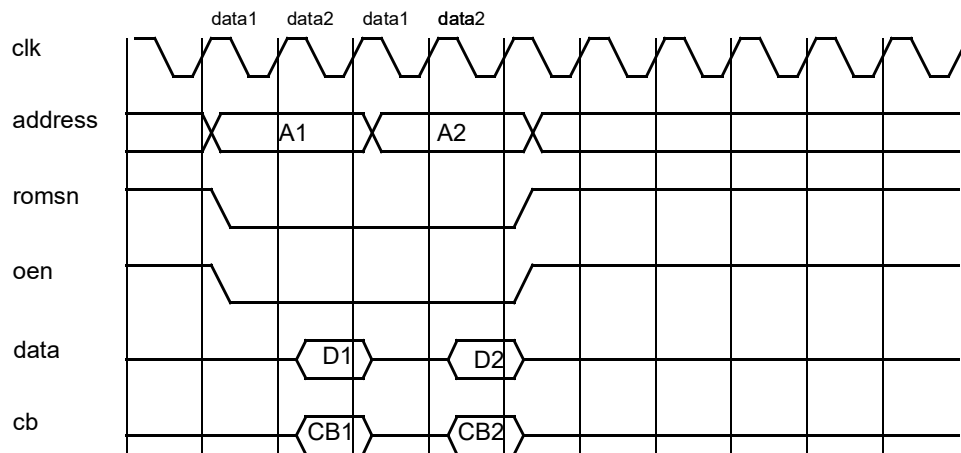 data1 data2 data1 data2
clk
address A1 A2
romsn
oen
data D1 D2
cb CB1 CB2